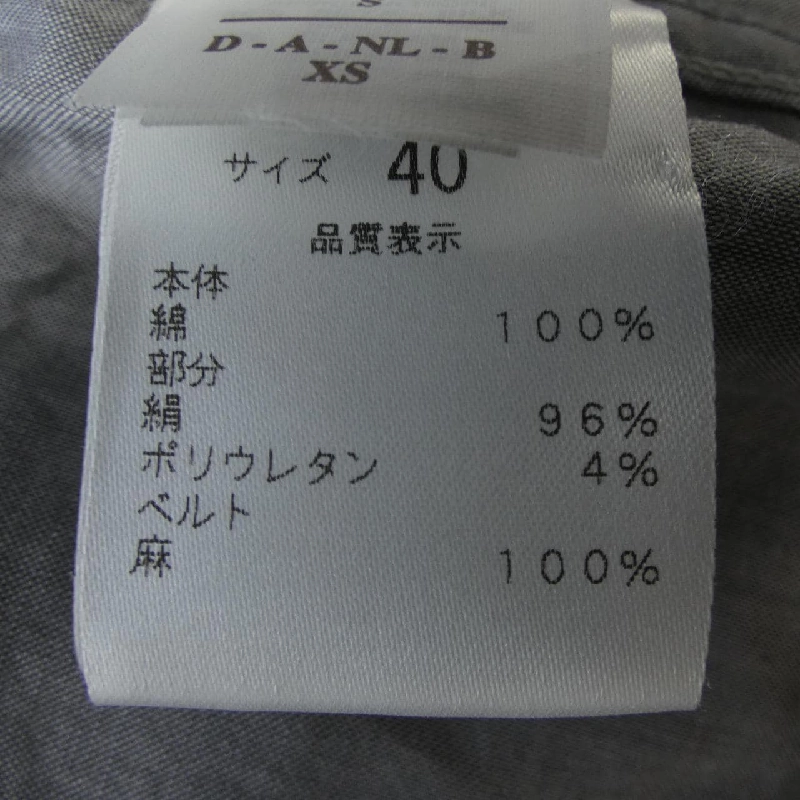 S
D - A - NL - B
XS
サイズ 40
品質表示
本体
綿 100%
部分
絹 96%
ポリウレタン 4%
ベルト
麻 100%